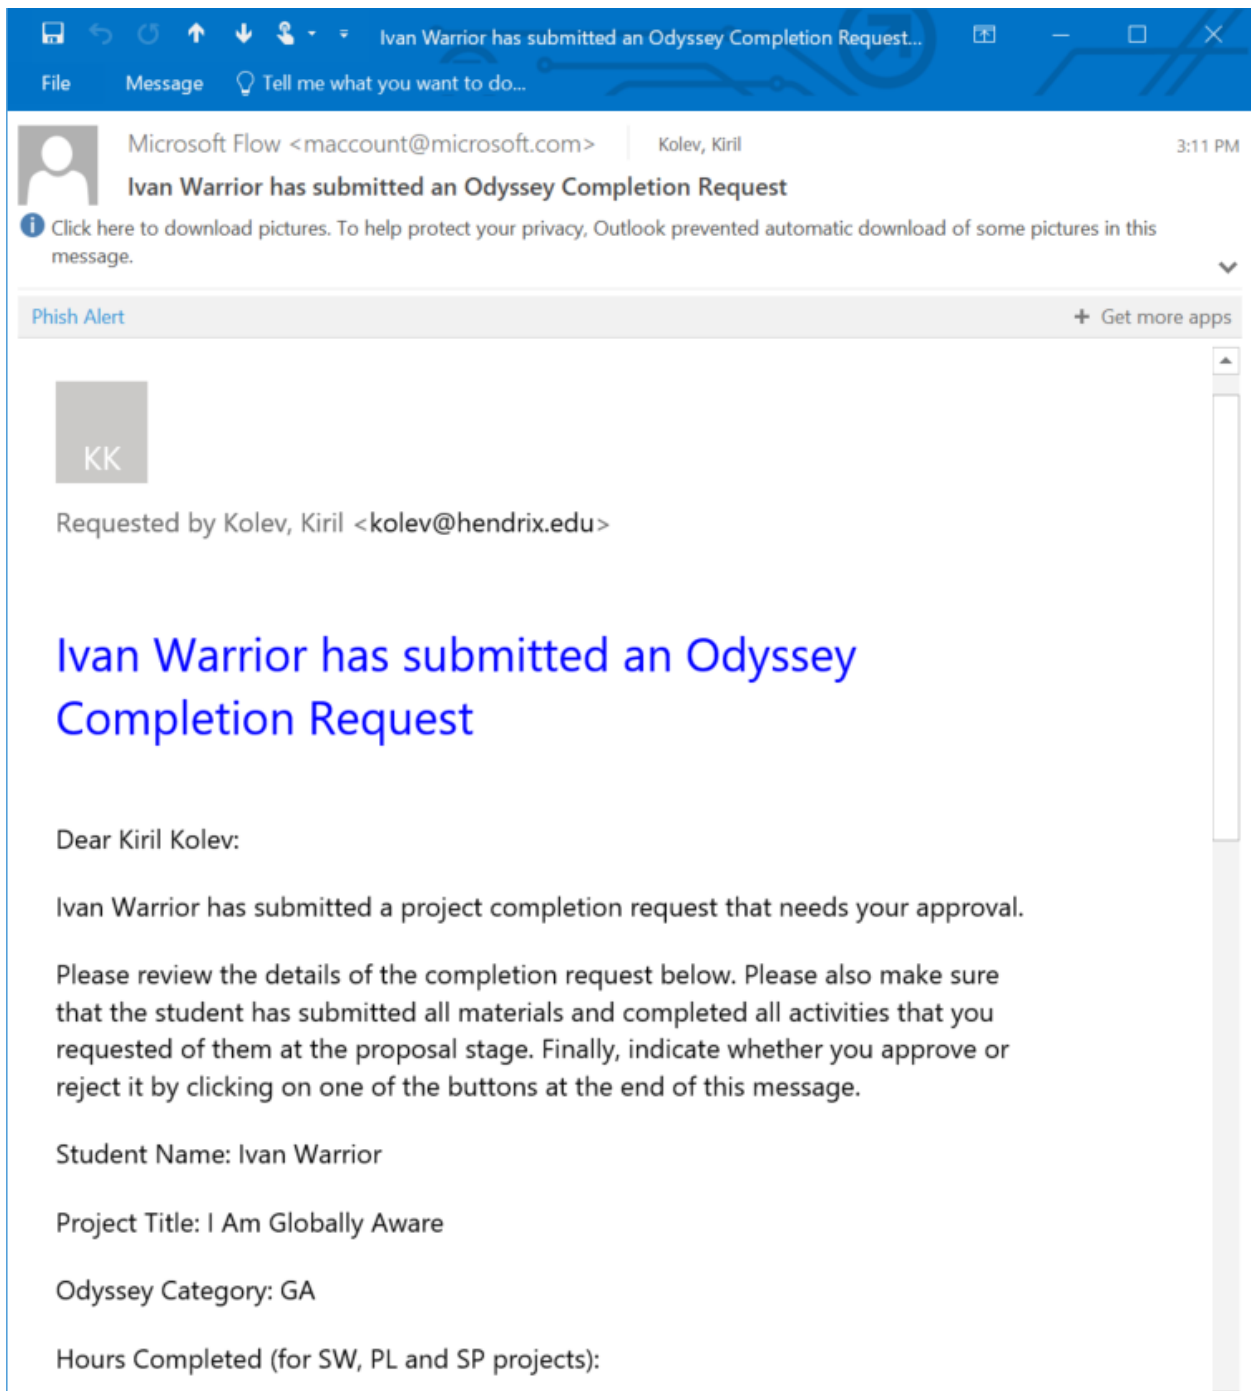 Ivan Warrior has submitted an Odyssey Completion Request...
File Message Tell me what you want to do...
Microsoft Flow <maccount@microsoft.com> Kolev, Kiril 3:11 PM
Ivan Warrior has submitted an Odyssey Completion Request
Click here to download pictures. To help protect your privacy, Outlook prevented automatic download of some pictures in this
message.
Phish Alert + Get more apps
KK
Requested by Kolev, Kiril <kolev@hendrix.edu>
Ivan Warrior has submitted an Odyssey
Completion Request
Dear Kiril Kolev:
Ivan Warrior has submitted a project completion request that needs your approval.
Please review the details of the completion request below. Please also make sure
that the student has submitted all materials and completed all activities that you
requested of them at the proposal stage. Finally, indicate whether you approve or
reject it by clicking on one of the buttons at the end of this message.
Student Name: Ivan Warrior
Project Title: I Am Globally Aware
Odyssey Category: GA
Hours Completed (for SW, PL and SP projects):